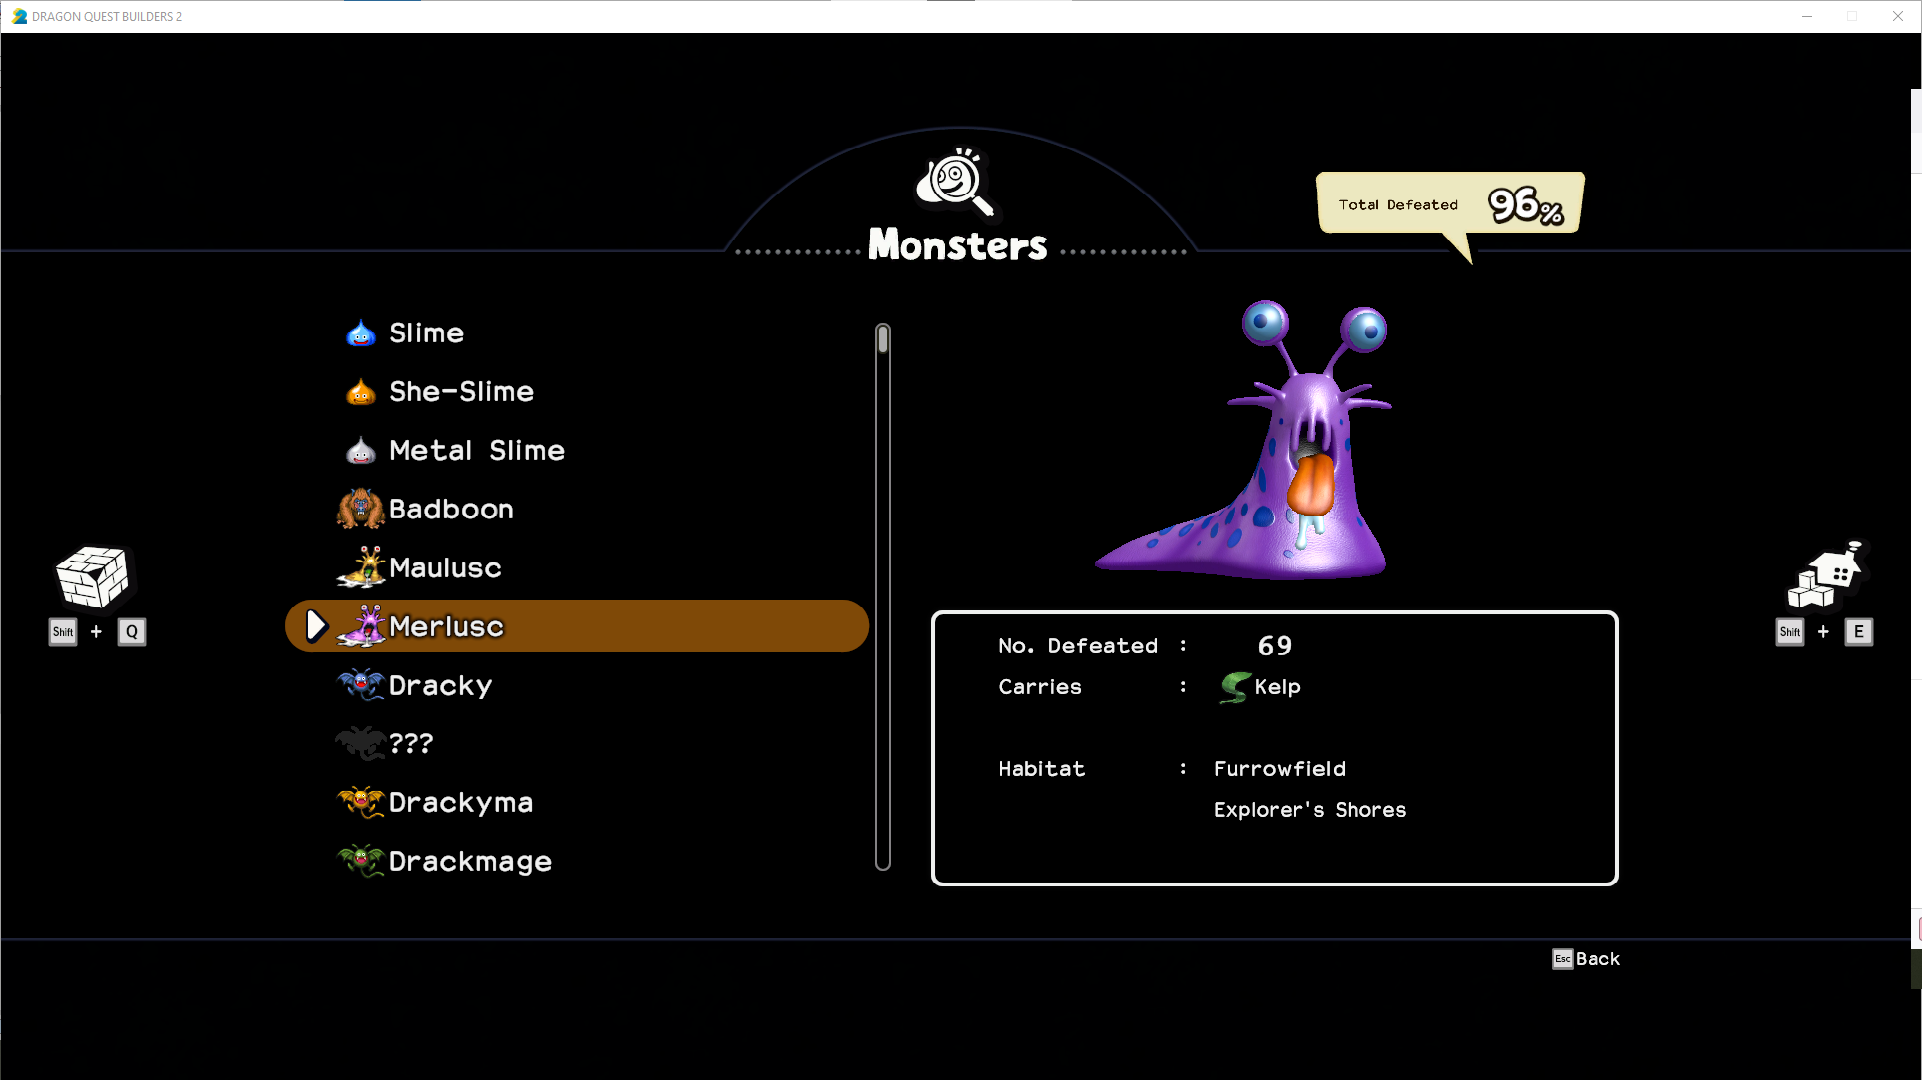 DRAGON QUEST BUILDERS 2
Total Defeated 96%
Monsters
Slime
She-Slime
Metal Slime
Badboon
Maulusc
Merlusc
Dracky
???
Drackyma
Drackmage
Shift + Q
Shift + E
No. Defeated : 69
Carries : Kelp
Habitat : Furrowfield
Explorer's Shores
Esc Back